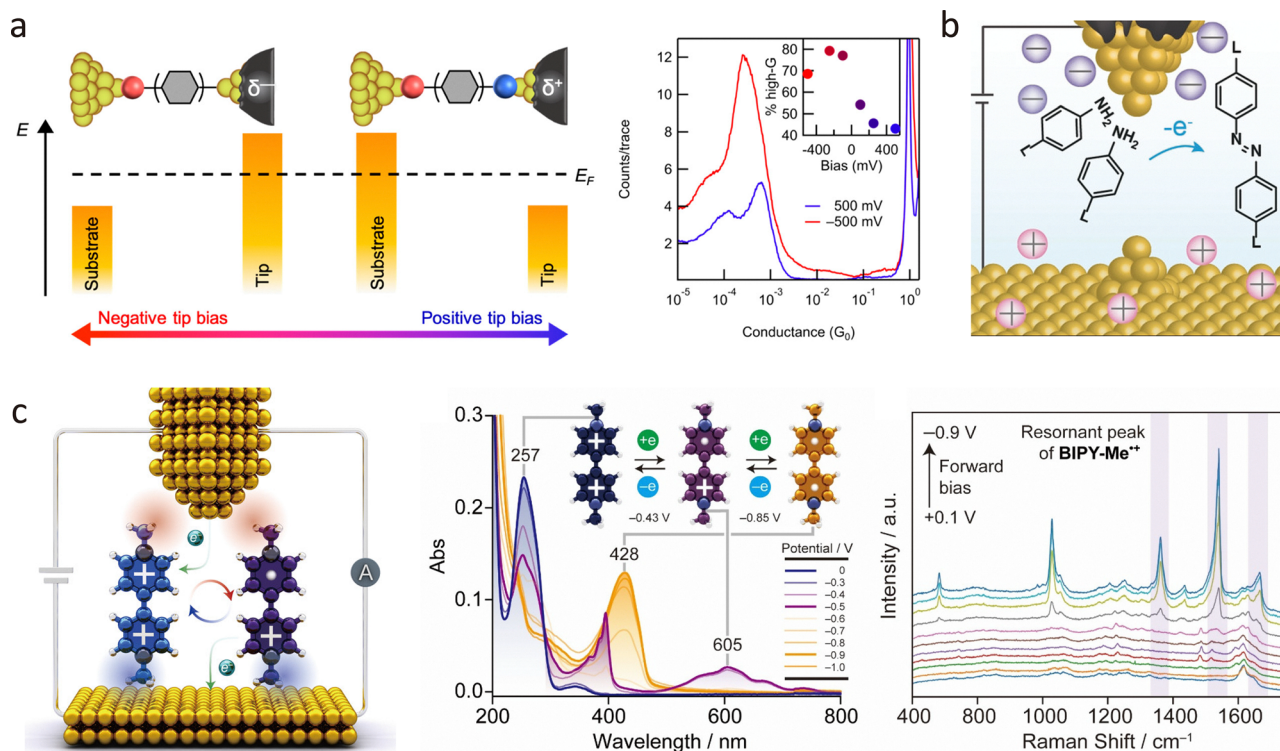 a
δ–
δ+
E
EF
Substrate
Tip
Substrate
Tip
Negative tip bias
Positive tip bias
Counts/trace
12
10
8
6
4
2
10⁻⁵
10⁻⁴
10⁻³
10⁻²
10⁻¹
10⁰
Conductance (G₀)
% high-G
80
70
60
50
40
-400
0
400
Bias (mV)
500 mV
–500 mV
b
L
NH₂
NH₂
L
L
-e⁻
N
N
L
c
e⁻
e⁻
A
Abs
0.3
0.2
0.1
0.0
200
400
600
800
Wavelength / nm
257
428
605
+e
–e
–0.43 V
+e
–e
–0.85 V
Potential / V
0
–0.3
–0.4
–0.5
–0.6
–0.7
–0.8
–0.9
–1.0
Intensity / a.u.
–0.9 V
Forward
bias
+0.1 V
Resornant peak
of BIPY-Me•+
400
800
1000
1200
1400
1600
Raman Shift / cm⁻¹